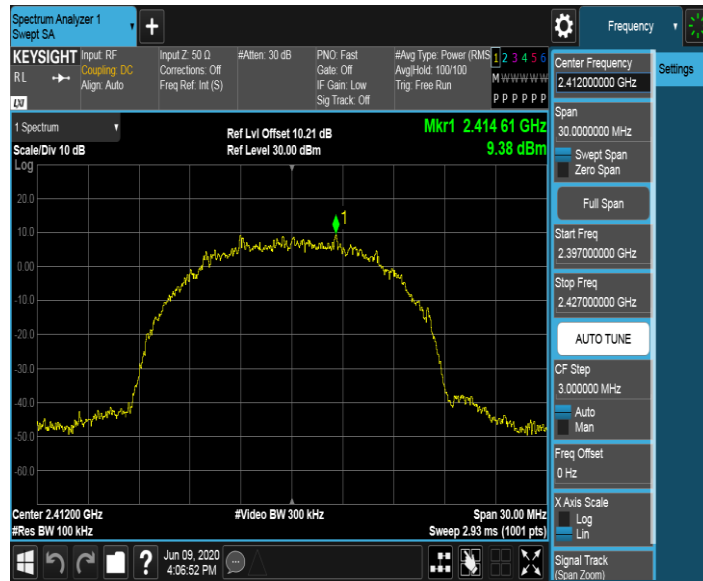 Spectrum Analyzer 1
Swept SA
Frequency
KEYSIGHT
RL
LXI
Input: RF
Coupling: DC
Align: Auto
Input Z: 50 Ω
Corrections: Off
Freq Ref: Int (S)
#Atten: 30 dB
PNO: Fast
Gate: Off
IF Gain: Low
Sig Track: Off
#Avg Type: Power (RMS
Avg|Hold: 100/100
Trig: Free Run
1 2 3 4 5 6
M W W W W W
P P P P P P
1 Spectrum
Scale/Div 10 dB
Log
Ref Lvl Offset 10.21 dB
Ref Level 30.00 dBm
Mkr1 2.414 61 GHz
9.38 dBm
1
20.0
10.0
0.00
-10.0
-20.0
-30.0
-40.0
-50.0
-60.0
Center 2.41200 GHz
#Res BW 100 kHz
#Video BW 300 kHz
Span 30.00 MHz
Sweep 2.93 ms (1001 pts)
Center Frequency
2.412000000 GHz
Span
30.0000000 MHz
Swept Span
Zero Span
Full Span
Start Freq
2.397000000 GHz
Stop Freq
2.427000000 GHz
AUTO TUNE
CF Step
3.000000 MHz
Auto
Man
Freq Offset
0 Hz
X Axis Scale
Log
Lin
Signal Track
(Span Zoom)
Settings
?
Jun 09, 2020
4:06:52 PM